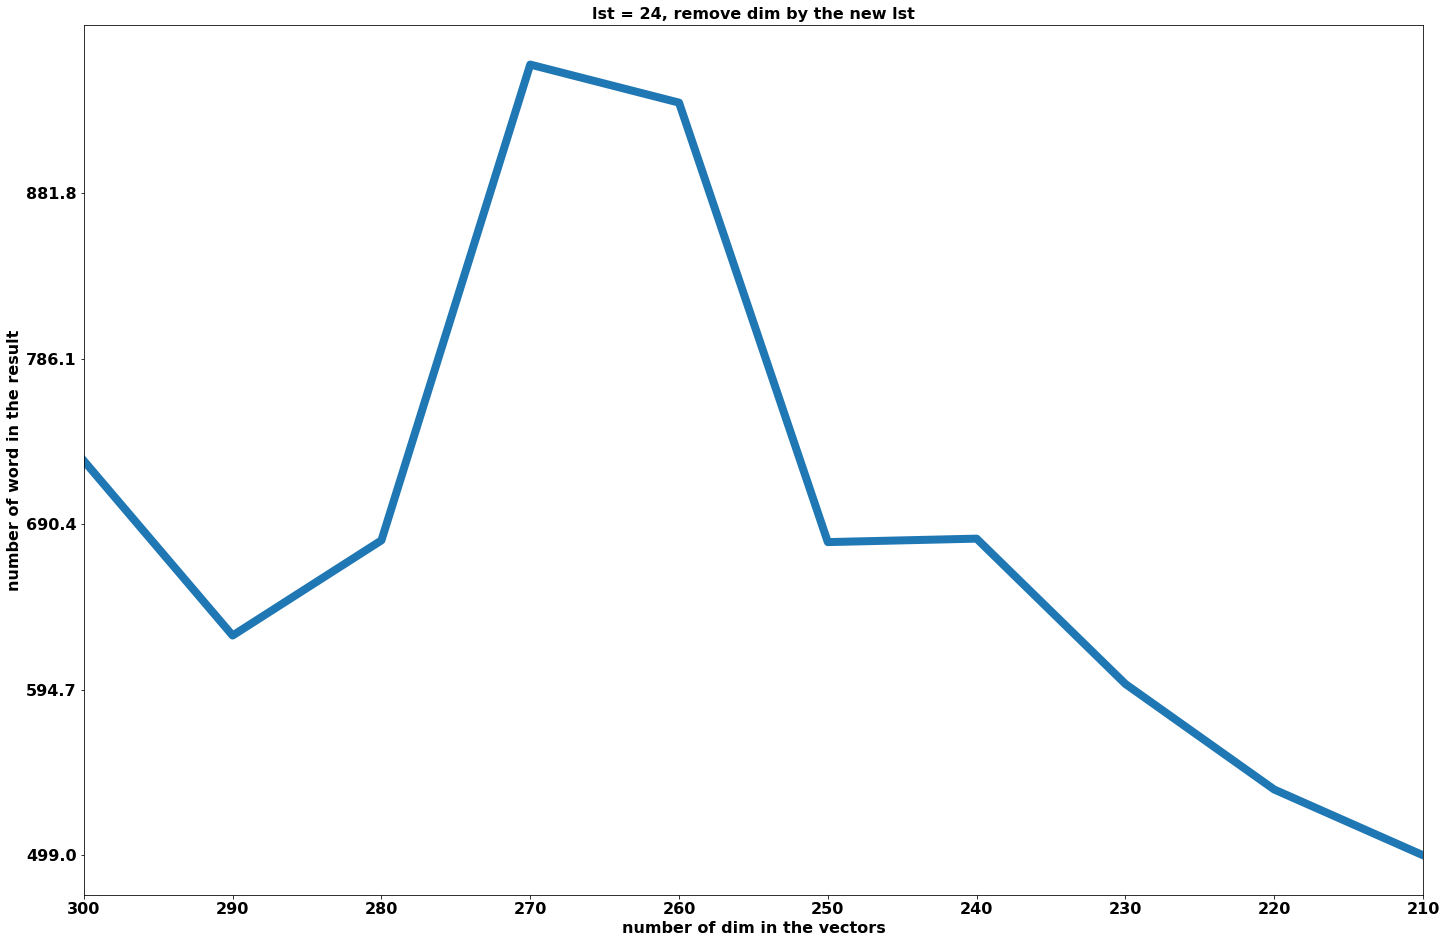 lst = 24, remove dim by the new lst
number of word in the result
881.8
786.1
690.4
594.7
499.0
300 290 280 270 260 250 240 230 220 210
number of dim in the vectors